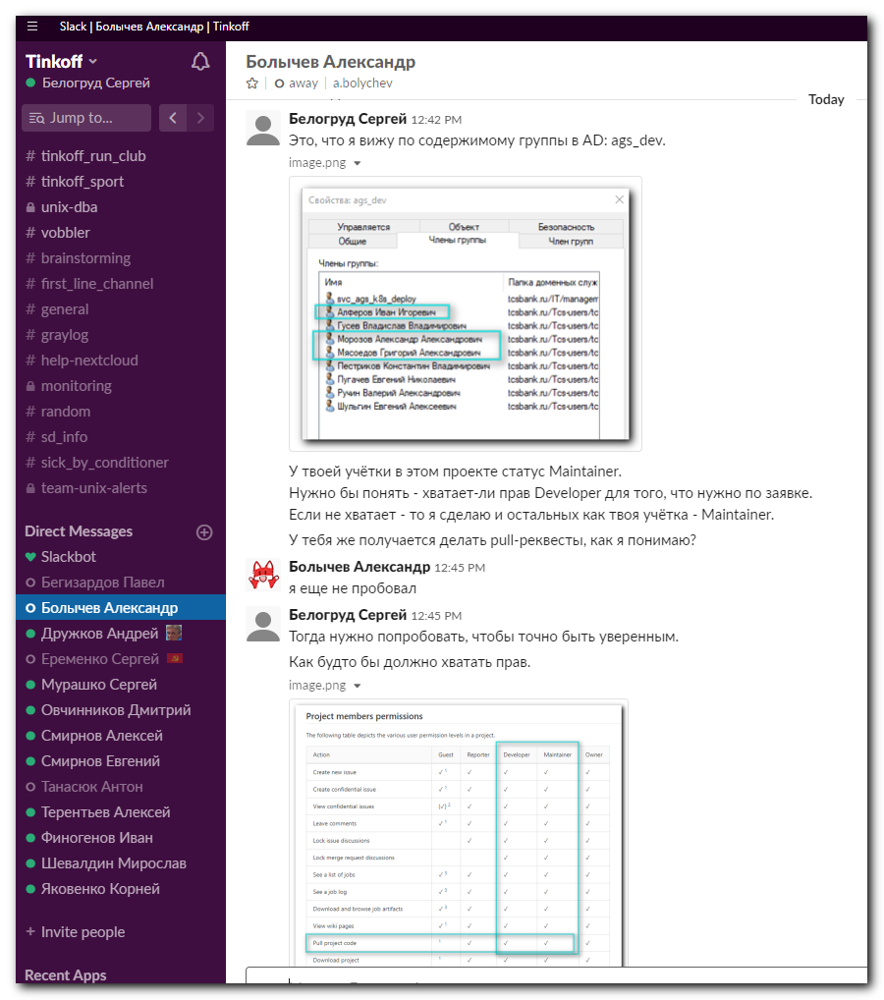 Slack | Болычев Александр | Tinkoff
Tinkoff
Белогруд Сергей
Jump to...
# tinkoff_run_club
# tinkoff_sport
unix-dba
# vobbler
# brainstorming
# first_line_channel
# general
# graylog
# help-nextcloud
monitoring
# random
# sd_info
# sick_by_conditioner
team-unix-alerts
Direct Messages
Slackbot
Бегизардов Павел
Болычев Александр
Дружков Андрей
Еременко Сергей
Мурашко Сергей
Овчинников Дмитрий
Смирнов Алексей
Смирнов Евгений
Танасюк Антон
Терентьев Алексей
Финогенов Иван
Шевалдин Мирослав
Яковенко Корней
+ Invite people
Recent Apps
Болычев Александр
away | a.bolychev
Today
Белогруд Сергей 12:42 PM
Это, что я вижу по содержимому группы в AD: ags_dev.
image.png
Свойства: ags_dev
Управляется Объект Безопасность
Общие Члены группы Член групп
Члены группы:
Имя Папка доменных служ
svc_ags_k8s_deploy tcsbank.ru/IT/managem
Алферов Иван Игоревич tcsbank.ru/Tcs-users/tc
Гусев Владислав Владимирович tcsbank.ru/Tcs-users/tc
Морозов Александр Александрович tcsbank.ru/Tcs-users/tc
Мясоедов Григорий Александрович tcsbank.ru/Tcs-users/tc
Пестриков Константин Владимирович tcsbank.ru/Tcs-users/tc
Пугачев Евгений Николаевич tcsbank.ru/Tcs-users/tc
Ручин Валерий Александрович tcsbank.ru/Tcs-users/tc
Шульгин Евгений Алексеевич tcsbank.ru/Tcs-users/tc
У твоей учётки в этом проекте статус Maintainer.
Нужно бы понять - хватает-ли прав Developer для того, что нужно по заявке.
Если не хватает - то я сделаю и остальных как твоя учётка - Maintainer.
У тебя же получается делать pull-реквесты, как я понимаю?
Болычев Александр 12:45 PM
я еще не пробовал
Белогруд Сергей 12:45 PM
Тогда нужно попробовать, чтобы точно быть уверенным.
Как будто бы должно хватать прав.
image.png
Project members permissions
The following table depicts the various user permission levels in a project.
Action Guest Reporter Developer Maintainer Owner
Create new issue ✓ 1 ✓ ✓ ✓ ✓
Create confidential issue ✓ 1 ✓ ✓ ✓ ✓
View confidential issues (✓) 2 ✓ ✓ ✓ ✓
Leave comments ✓ 1 ✓ ✓ ✓ ✓
Lock issue discussions ✓ ✓ ✓ ✓
Lock merge request discussions ✓ ✓ ✓
See a list of jobs ✓ 3 ✓ ✓ ✓ ✓
See a job log ✓ 3 ✓ ✓ ✓ ✓
Download and browse job artifacts ✓ 3 ✓ ✓ ✓ ✓
View wiki pages ✓ 1 ✓ ✓ ✓ ✓
Pull project code 1 ✓ ✓ ✓ ✓
Download project 1 ✓ ✓ ✓ ✓